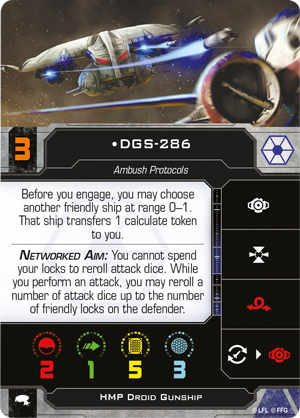 3
•DGS-286
Ambush Protocols
Before you engage, you may choose
another friendly ship at range 0–1.
That ship transfers 1 calculate token
to you.
Networked Aim: You cannot spend
your locks to reroll attack dice. While
you perform an attack, you may reroll a
number of attack dice up to the number
of friendly locks on the defender.
2 1 5 3
HMP Droid Gunship
©LFL ©FFG